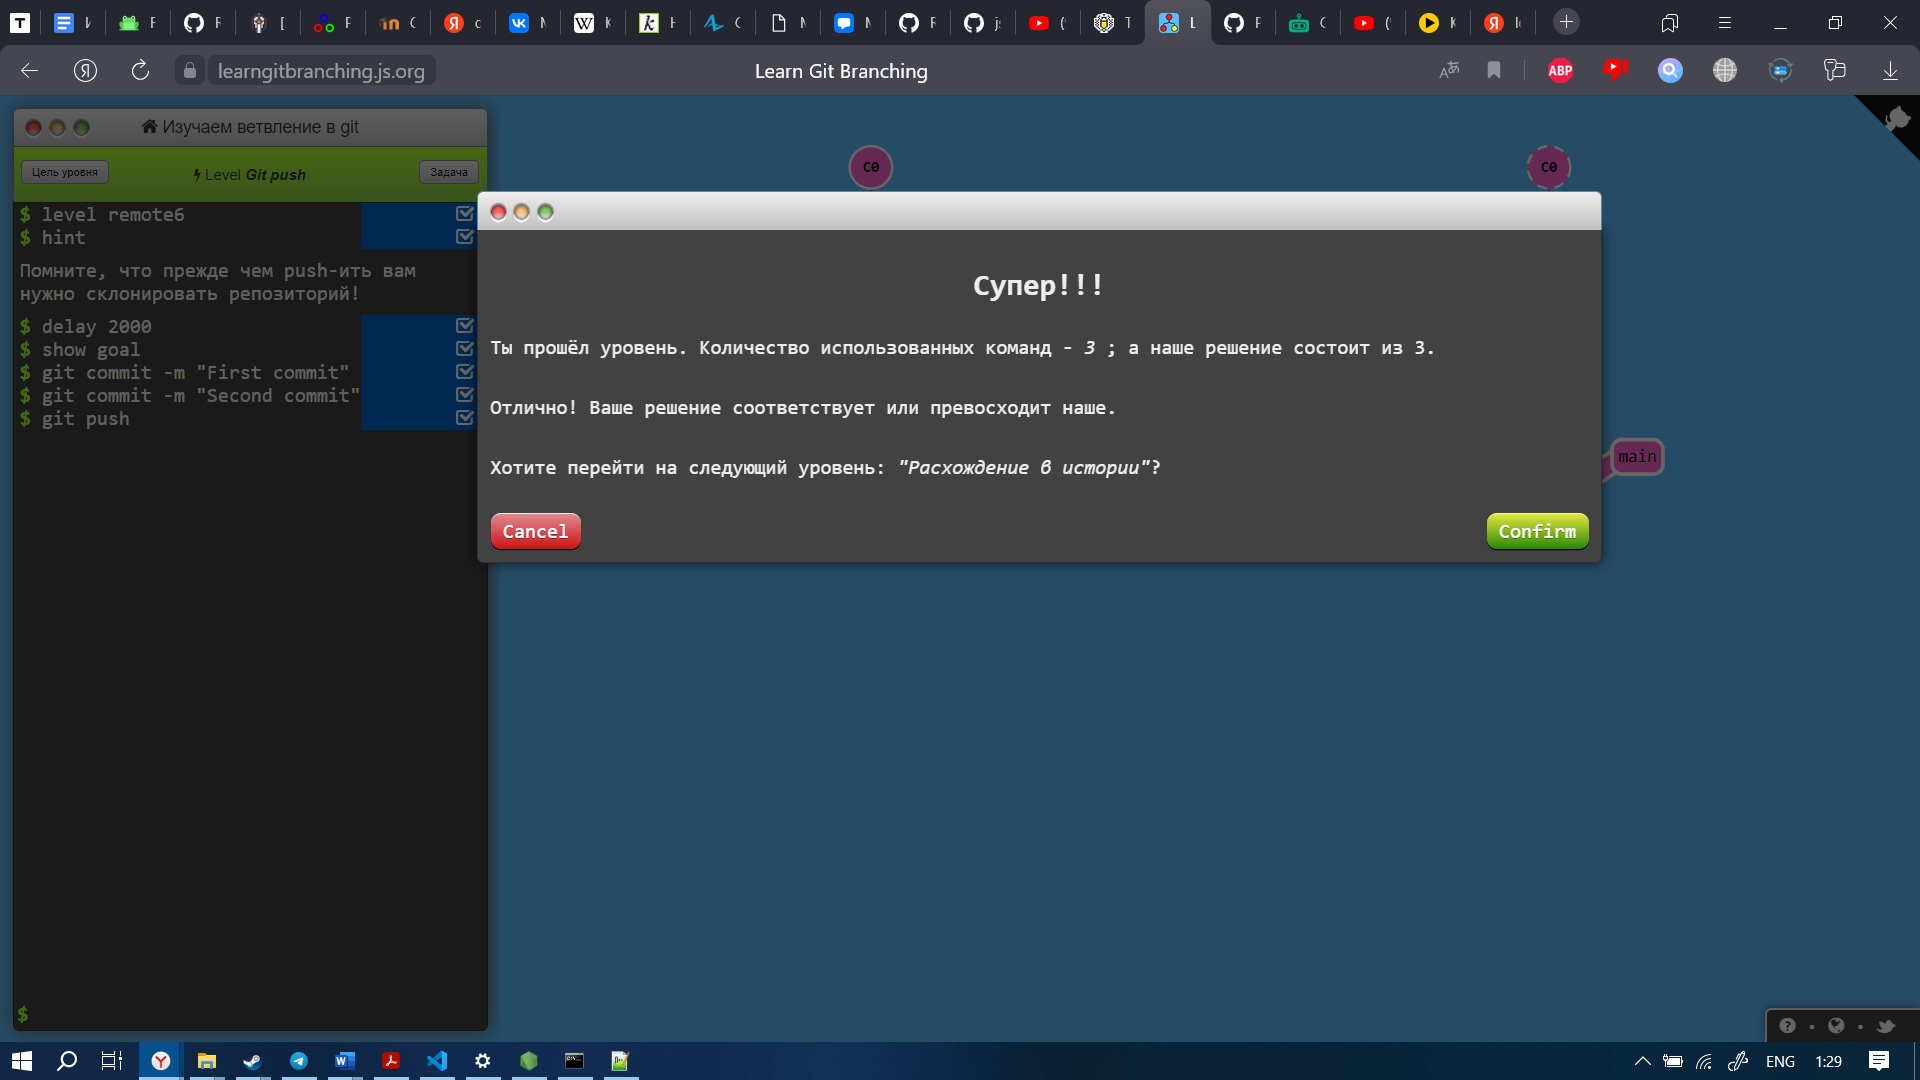 learngitbranching.js.org
Learn Git Branching
ABP
Изучаем ветвление в git
Цель уровня
Level Git push
Задача
$ level remote6
$ hint
Помните, что прежде чем push-ить вам
нужно склонировать репозиторий!
$ delay 2000
$ show goal
$ git commit -m "First commit"
$ git commit -m "Second commit"
$ git push
$
C0
C0
main
Супер!!!
Ты прошёл уровень. Количество использованных команд - 3 ; а наше решение состоит из 3.
Отлично! Ваше решение соответствует или превосходит наше.
Хотите перейти на следующий уровень: "Расхождение в истории"?
Cancel
Confirm
ENG
1:29